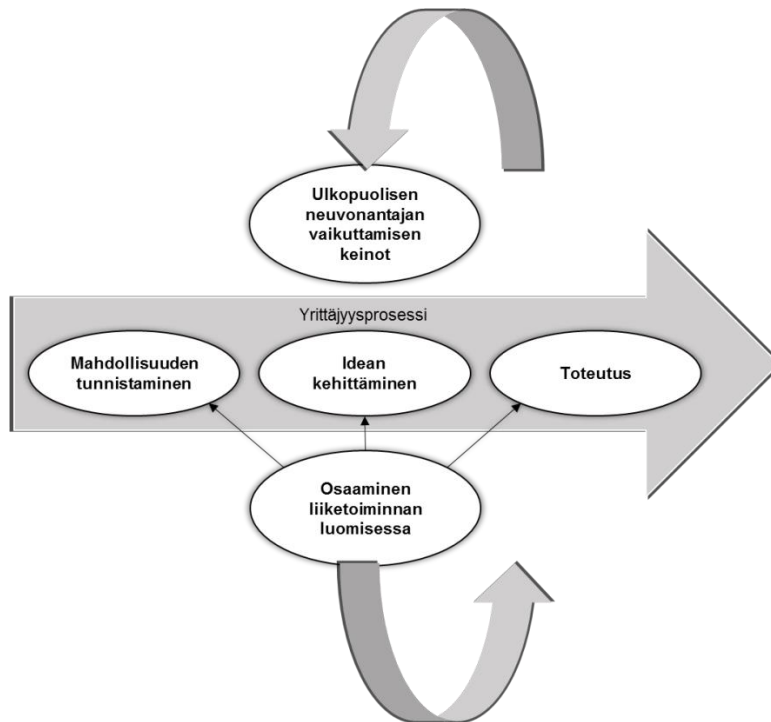 Ulkopuolisen
neuvonantajan
vaikuttamisen
keinot
Yrittäjyysprosessi
Mahdollisuuden
tunnistaminen
Idean
kehittäminen
Toteutus
Osaaminen
liiketoiminnan
luomisessa